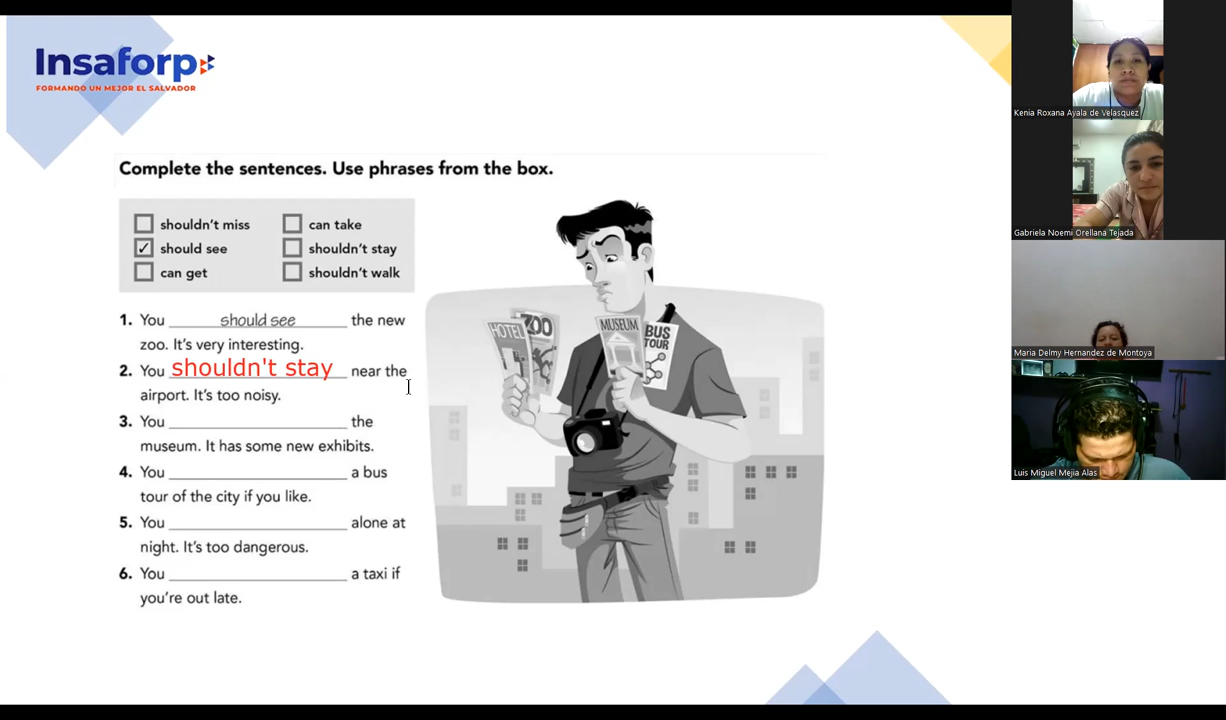 Insaforp
FORMANDO UN MEJOR EL SALVADOR
Complete the sentences. Use phrases from the box.
shouldn't miss
can take
✓ should see
shouldn't stay
can get
shouldn't walk
1. You should see the new
zoo. It's very interesting.
2. You shouldn't stay near the
airport. It's too noisy.
3. You ____________ the
museum. It has some new exhibits.
4. You ____________ a bus
tour of the city if you like.
5. You ____________ alone at
night. It's too dangerous.
6. You ____________ a taxi if
you're out late.
HOTEL
ZOO
MUSEUM
BUS
TOUR
Kenia Roxana Ayala de Velasquez
Gabriela Noemi Orellana Tejada
Maria Delmy Hernandez de Montoya
Luis Miguel Mejia Alas